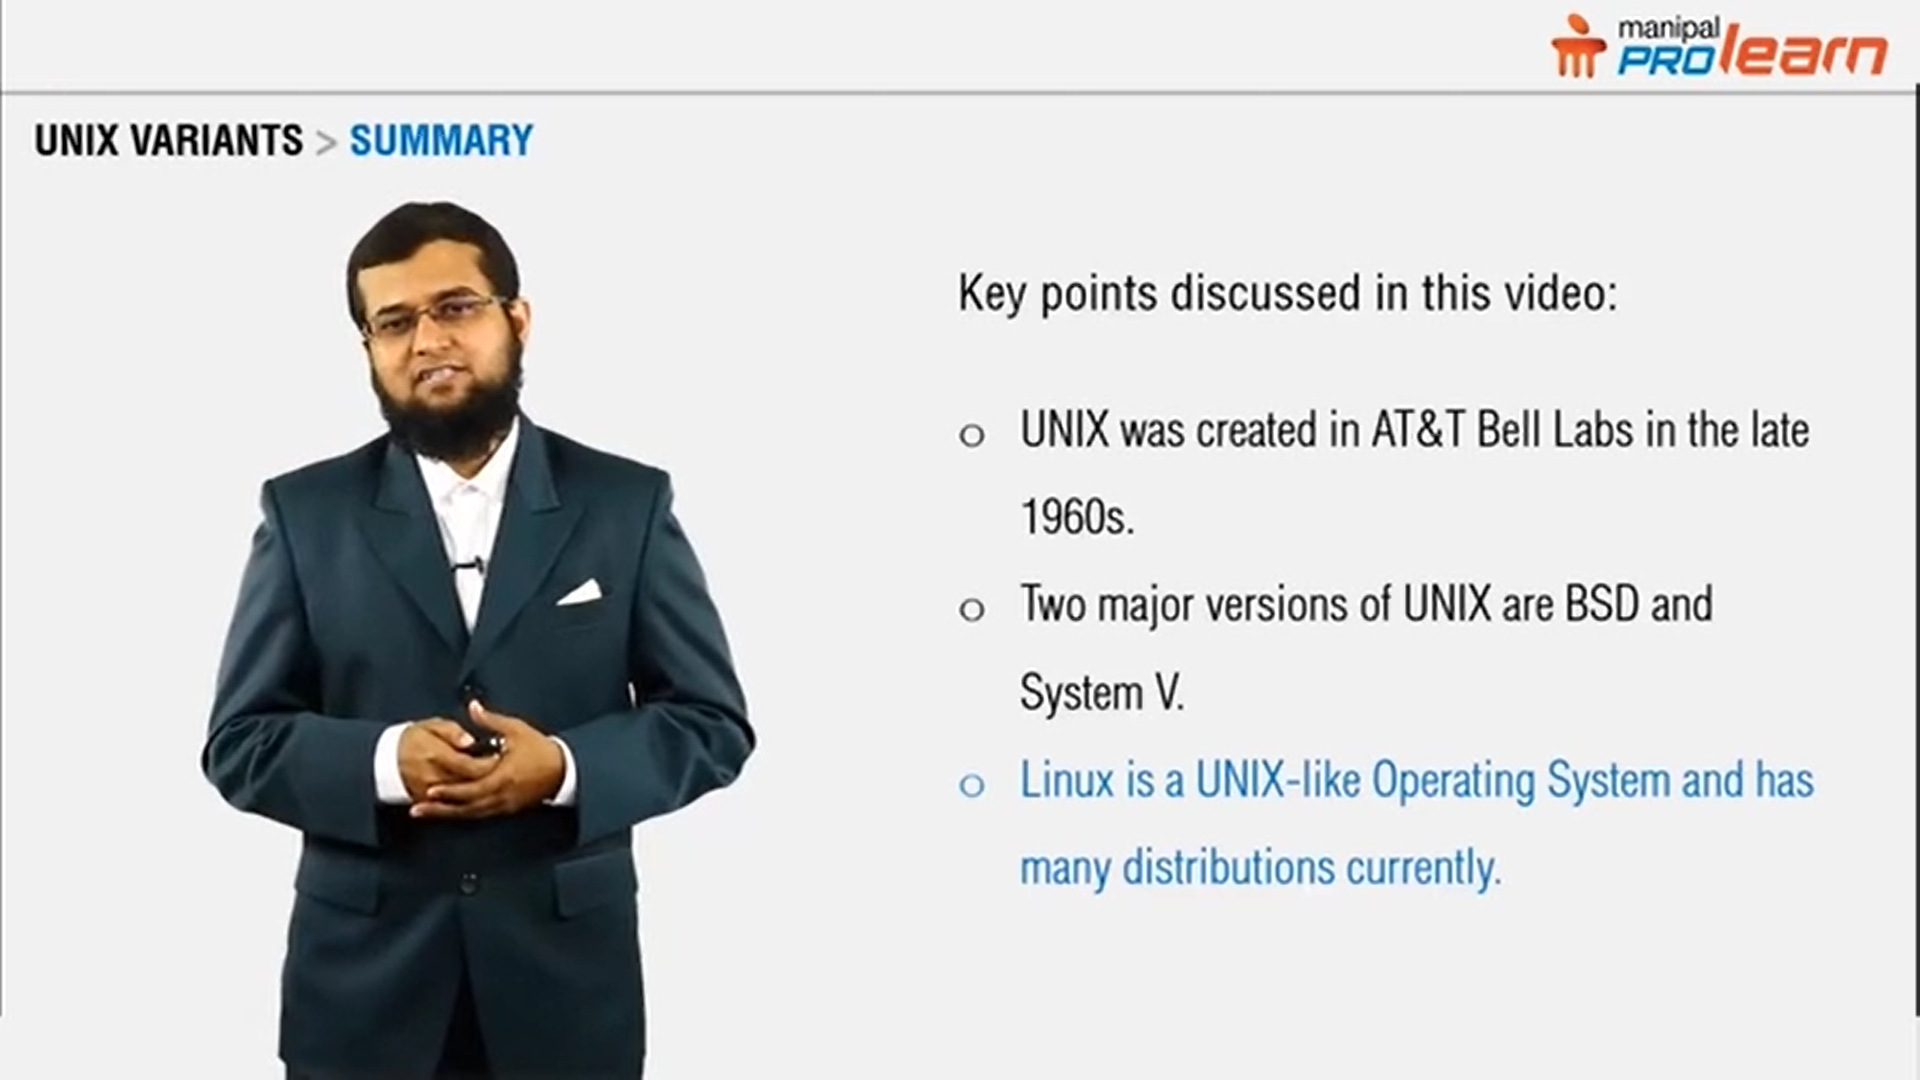 manipal
PRO learn
UNIX VARIANTS > SUMMARY
Key points discussed in this video:
o UNIX was created in AT&T Bell Labs in the late
1960s.
o Two major versions of UNIX are BSD and
System V.
o Linux is a UNIX-like Operating System and has
many distributions currently.